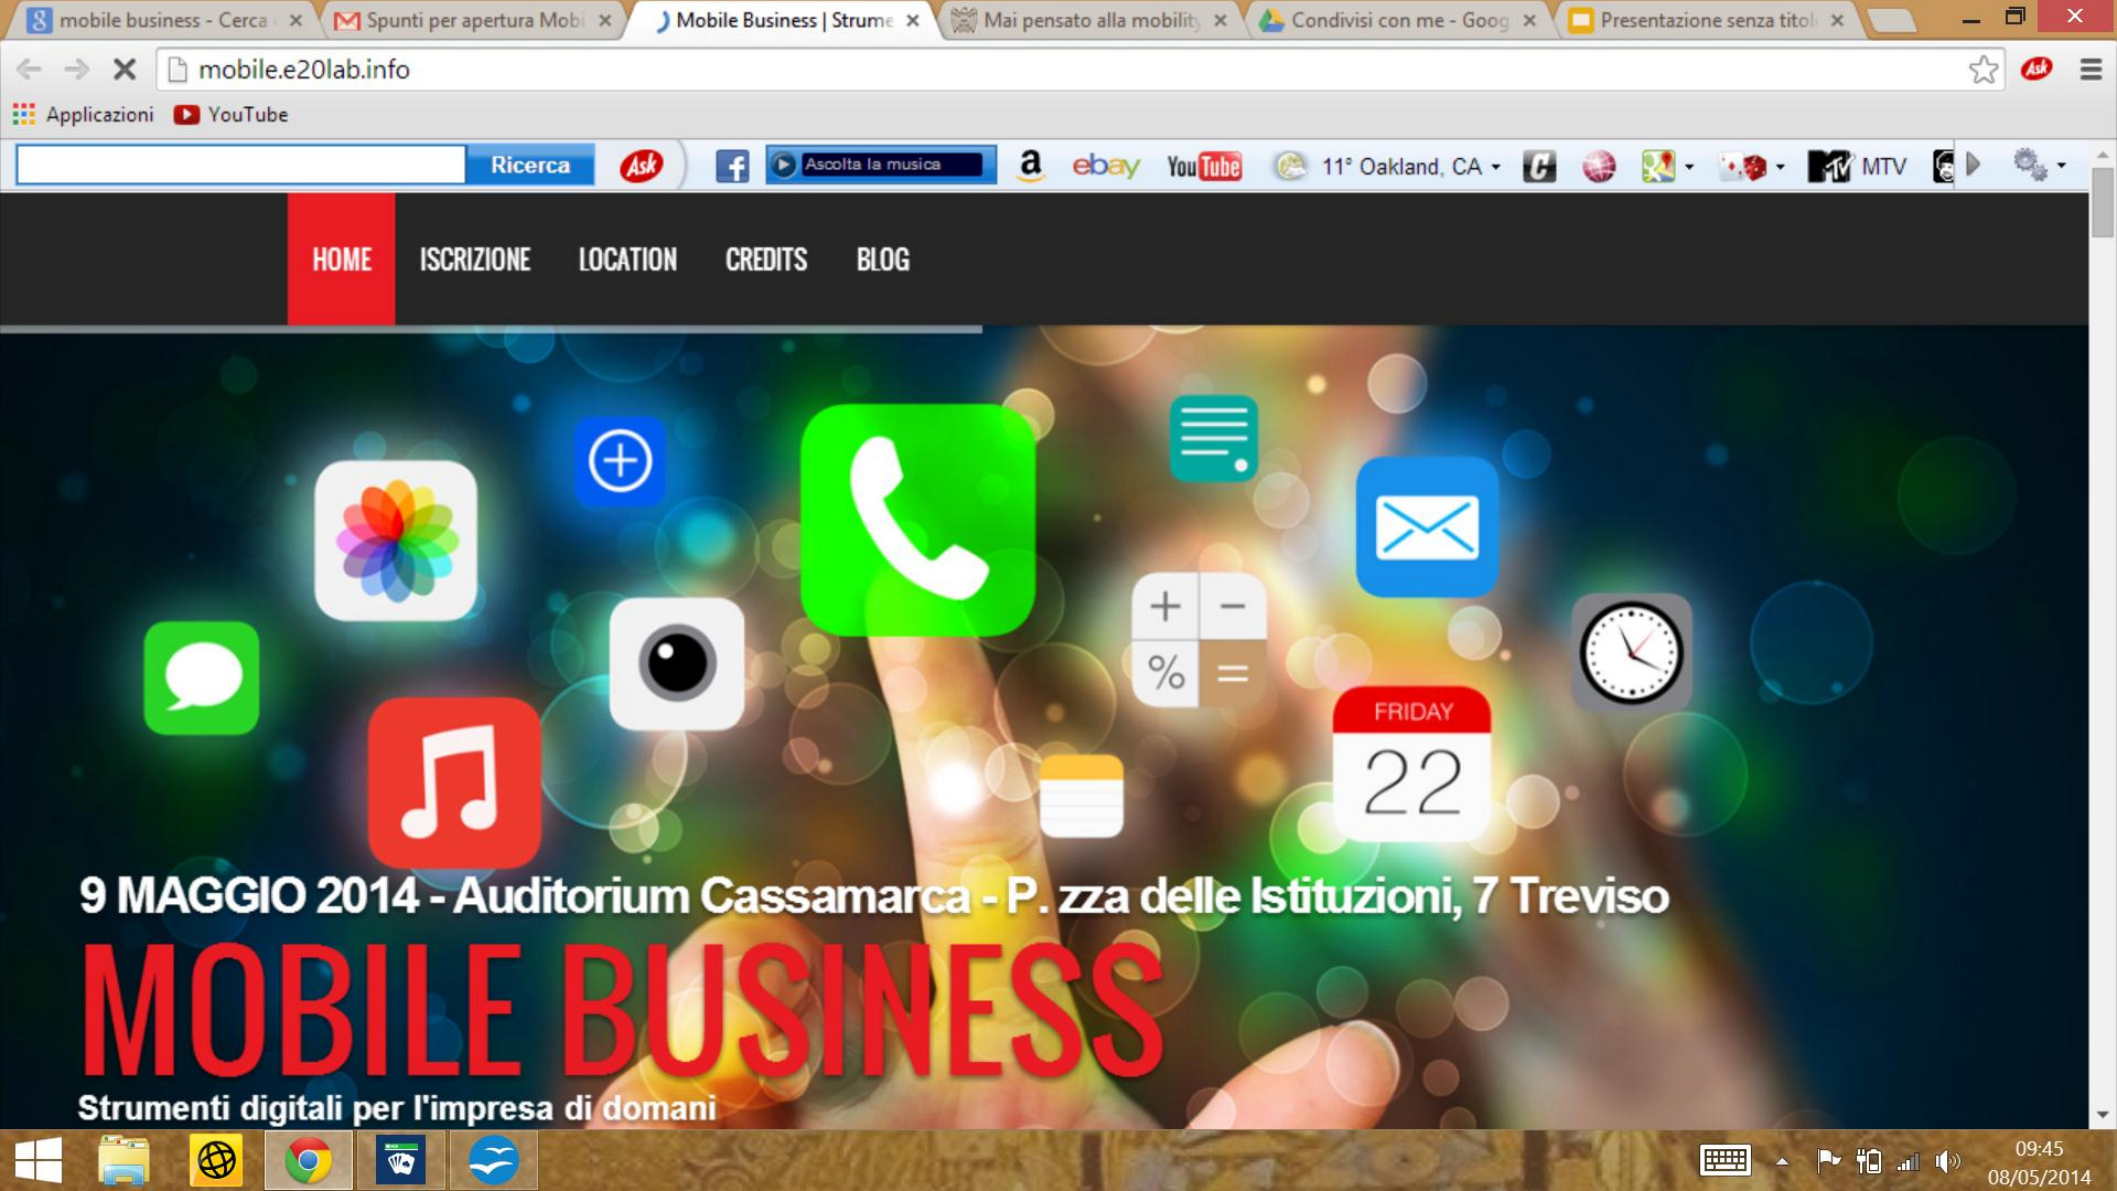 mobile business - Cerca
Spunti per apertura Mobi
Mobile Business | Strume
Mai pensato alla mobility
Condivisi con me - Goog
Presentazione senza titol
mobile.e20lab.info
Ask
Applicazioni
YouTube
Ricerca
Ask
Ascolta la musica
a
ebay
YouTube
11° Oakland, CA
MTV
HOME
ISCRIZIONE
LOCATION
CREDITS
BLOG
FRIDAY
22
9 MAGGIO 2014 - Auditorium Cassamarca - P. zza delle Istituzioni, 7 Treviso
MOBILE BUSINESS
Strumenti digitali per l'impresa di domani
09:45
08/05/2014